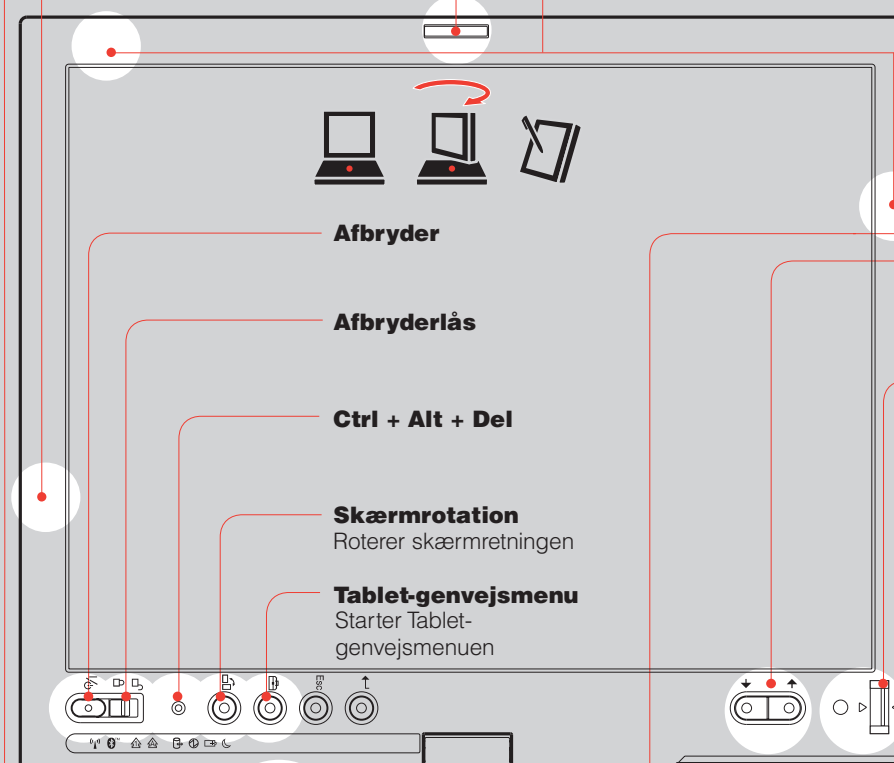 Afbryder
Afbryderlås
Ctrl + Alt + Del
Skærmrotation
Roterer skærmretningen
Tablet-genvejsmenu
Starter Tablet-
genvejsmenuen
Esc